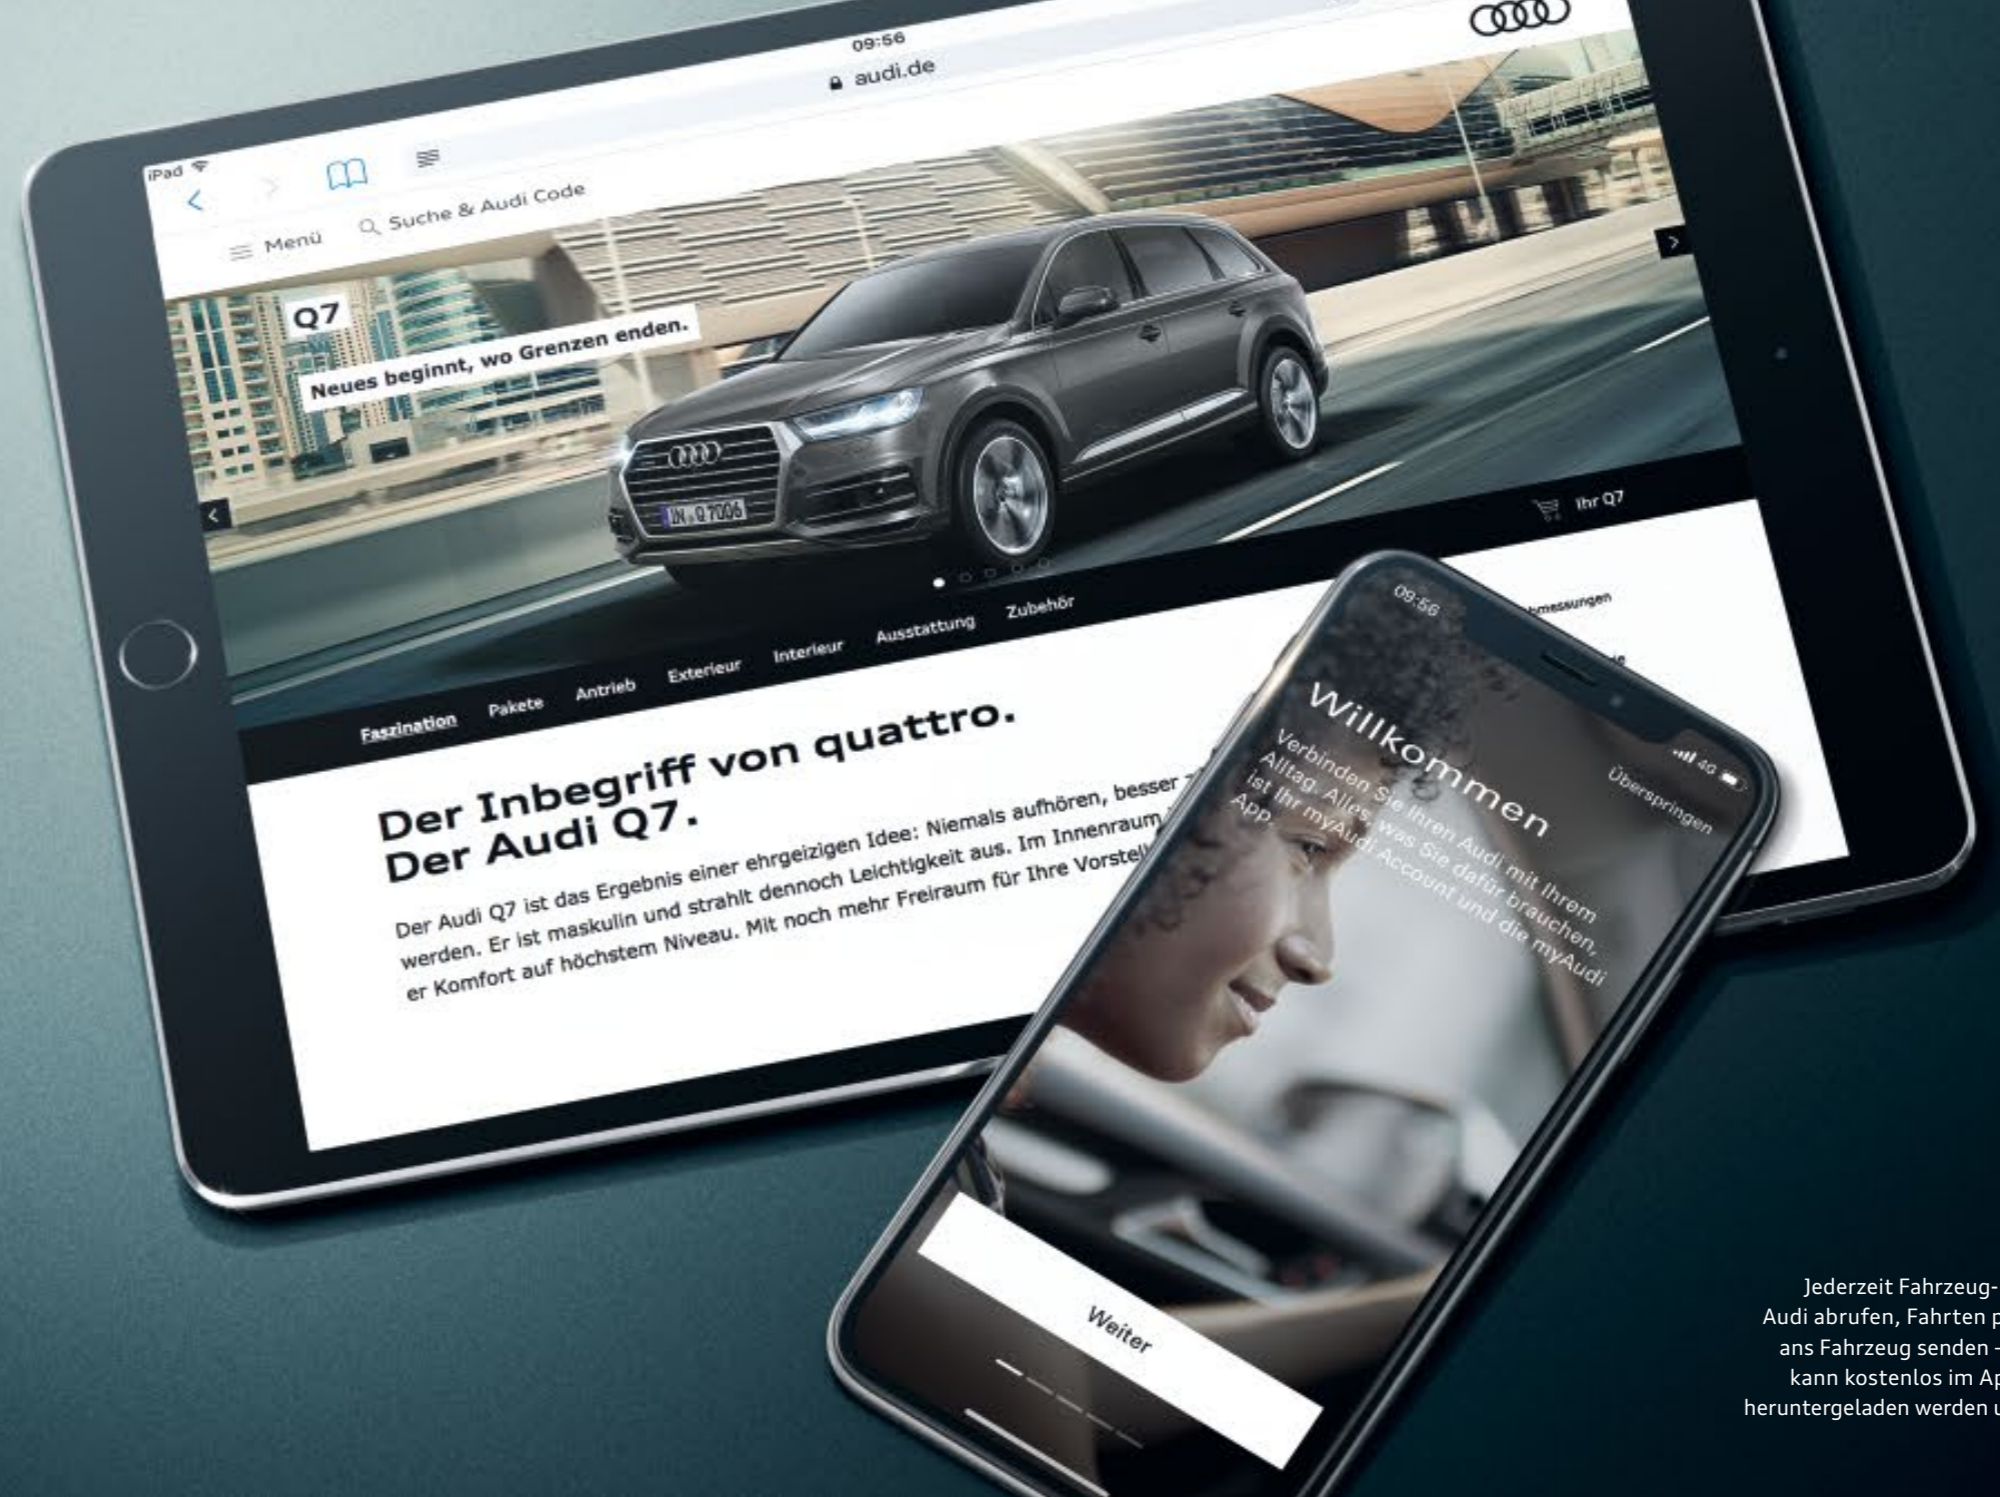 09:56
audi.de
iPad
Menü
Suche & Audi Code
Q7
Neues beginnt, wo Grenzen enden.
IN Q 7006
Ihr Q7
Faszination Pakete Antrieb Exterieur Interieur Ausstattung Zubehör
Der Inbegriff von quattro.
Der Audi Q7.
Der Audi Q7 ist das Ergebnis einer ehrgeizigen Idee: Niemals aufhören, besser
werden. Er ist maskulin und strahlt dennoch Leichtigkeit aus. Im Innenraum
er Komfort auf höchstem Niveau. Mit noch mehr Freiraum für Ihre
09:56
4G
Überspringen
Willkommen
Verbinden Sie Ihren Audi mit Ihrem
Alltag. Alles, was Sie dafür brauchen,
ist Ihr myAudi Account und die myAudi
App.
Weiter
Jederzeit Fahrzeug-
Audi abrufen, Fahrten
ans Fahrzeug senden –
kann kostenlos im
heruntergeladen werden